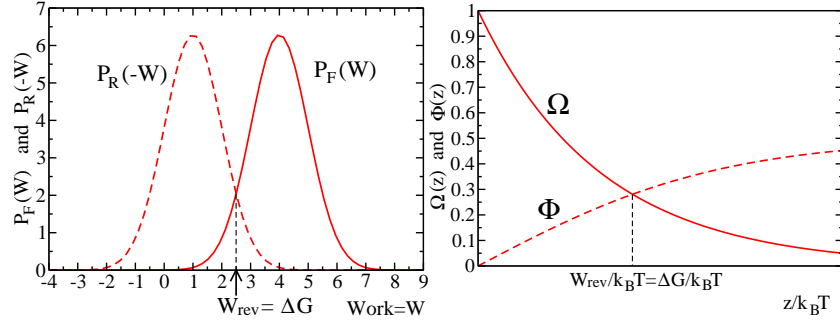 7
6
5
4
3
2
1
0
P_F(W) and P_R(-W)
P_R(-W)
P_F(W)
-4 -3 -2 -1 0 1 2 3 4 5 6 7 8 9
W_rev = ΔG
Work=W
1
0.9
0.8
0.7
0.6
0.5
0.4
0.3
0.2
0.1
0
Ω(z) and Φ(z)
Ω
Φ
W_rev/k_BT=ΔG/k_BT
z/k_BT